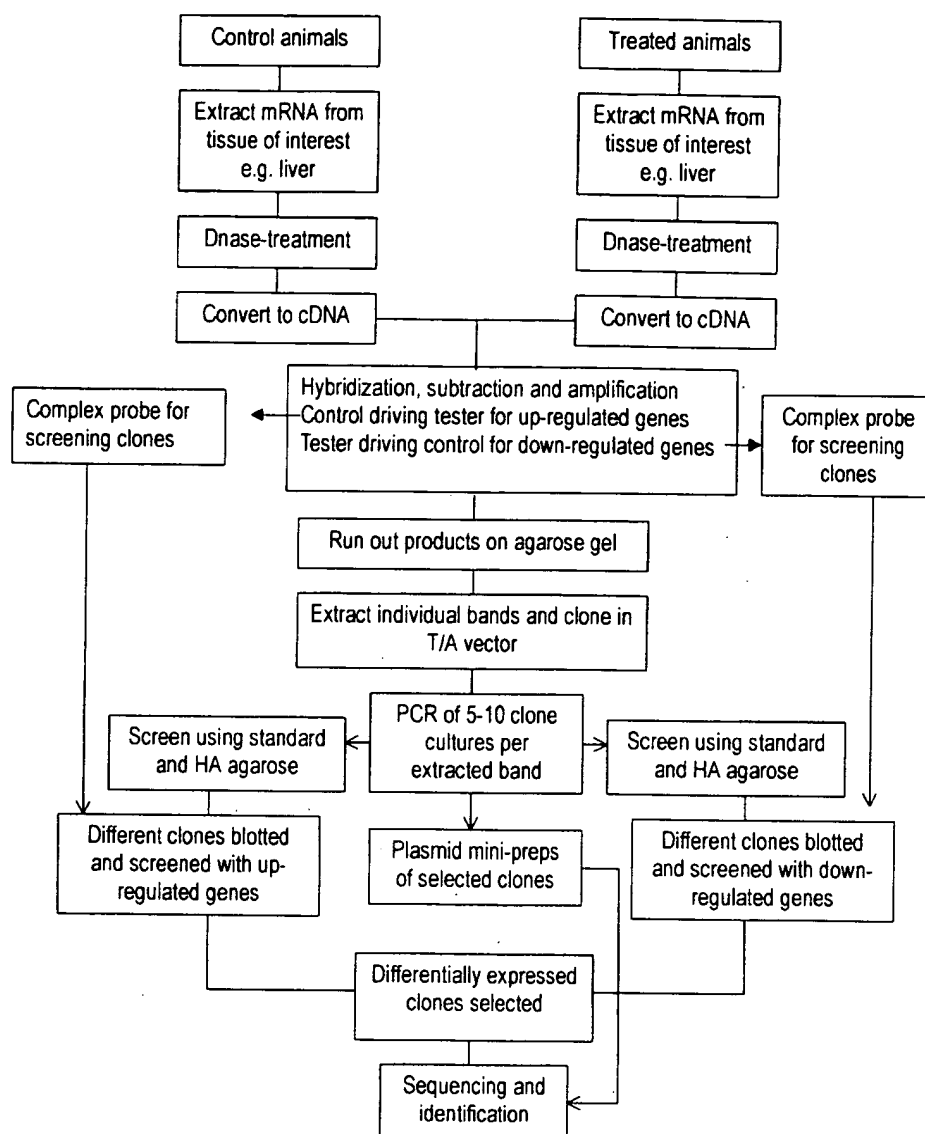 Control animals
Treated animals
Extract mRNA from
tissue of interest
e.g. liver
Extract mRNA from
tissue of interest
e.g. liver
Dnase-treatment
Dnase-treatment
Convert to cDNA
Convert to cDNA
Complex probe for
screening clones
Hybridization, subtraction and amplification
Control driving tester for up-regulated genes
Tester driving control for down-regulated genes
Complex probe
for screening
clones
Run out products on agarose gel
Extract individual bands and clone in
T/A vector
Screen using standard
and HA agarose
PCR of 5-10 clone
cultures per
extracted band
Screen using standard
and HA agarose
Different clones blotted
and screened with up-
regulated genes
Plasmid mini-preps
of selected clones
Different clones blotted
and screened with down-
regulated genes
Differentially expressed
clones selected
Sequencing and
identification